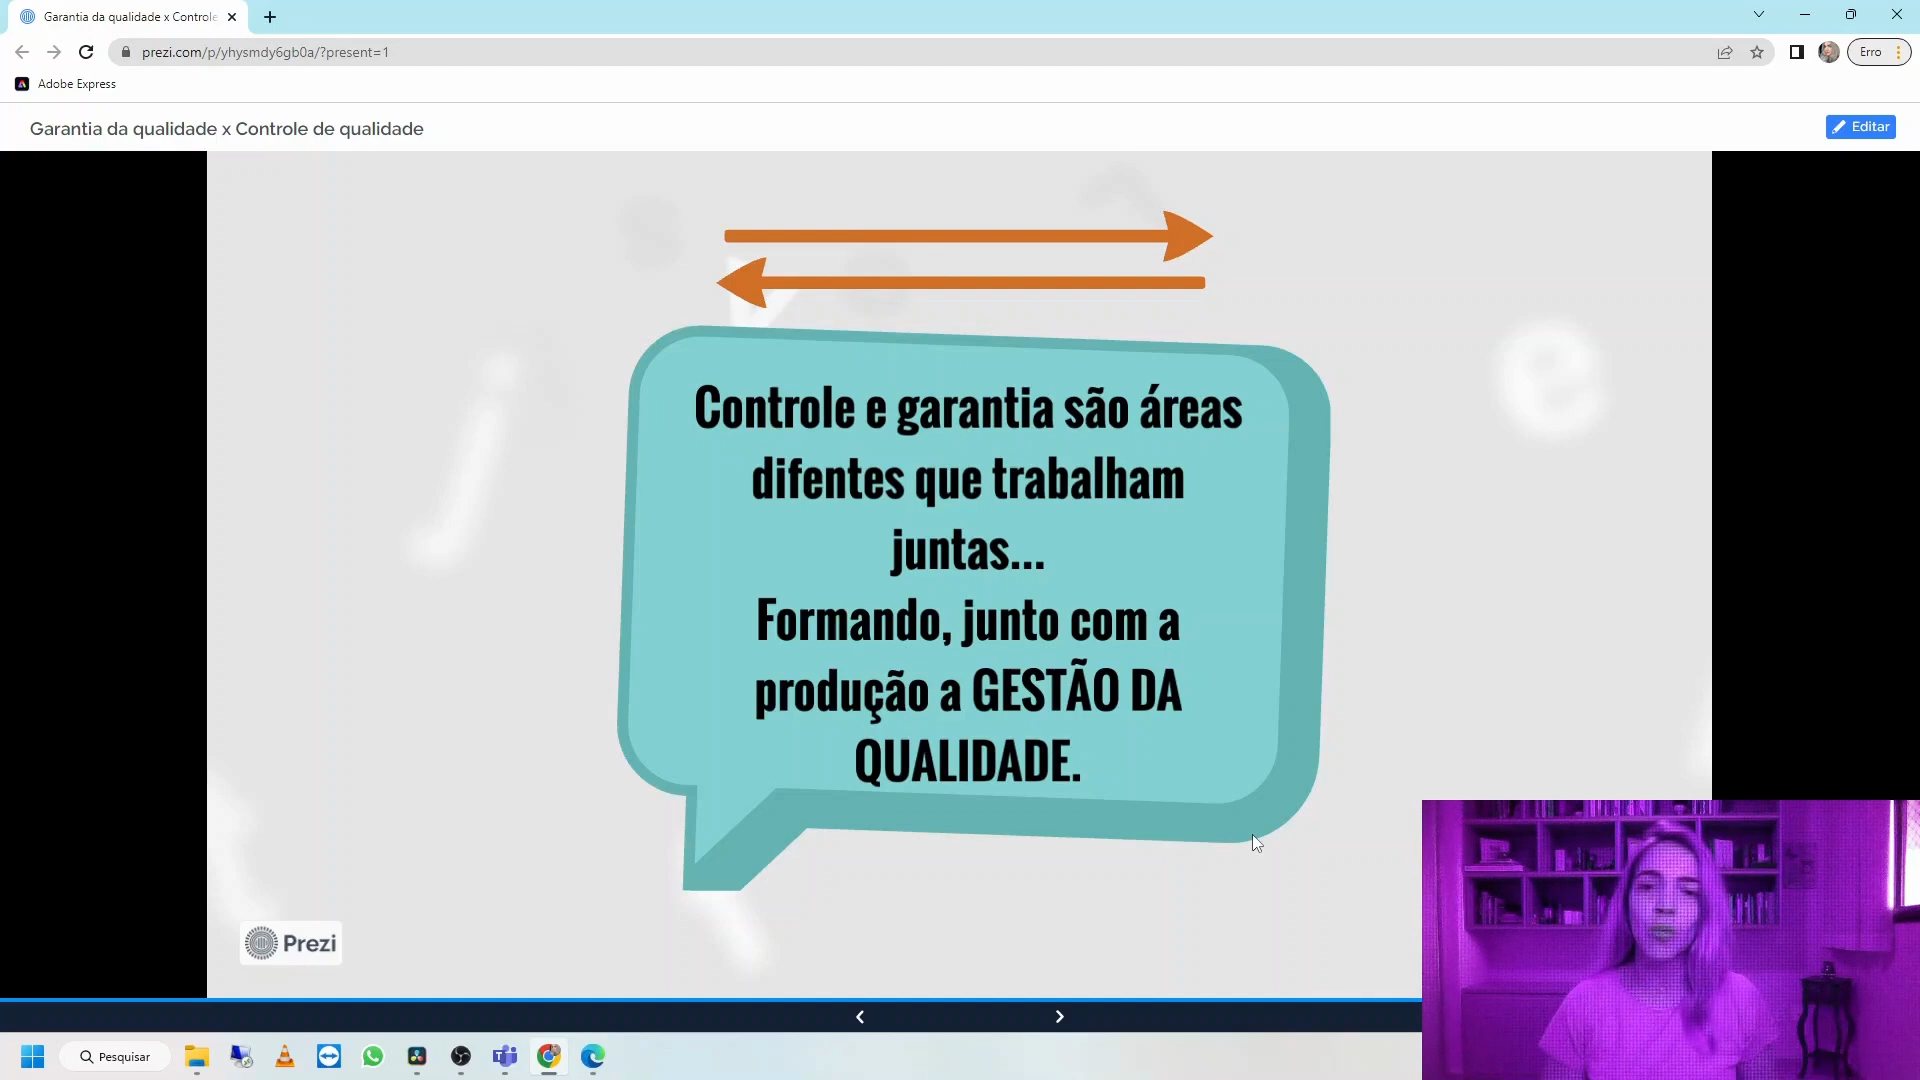 Garantia da qualidade x Controle
prezi.com/p/yhysmdy6gb0a/?present=1
Erro
Adobe Express
Garantia da qualidade x Controle de qualidade
Editar
Controle e garantia são áreas
difentes que trabalham
juntas...
Formando, junto com a
produção a GESTÃO DA
QUALIDADE.
Prezi
Pesquisar